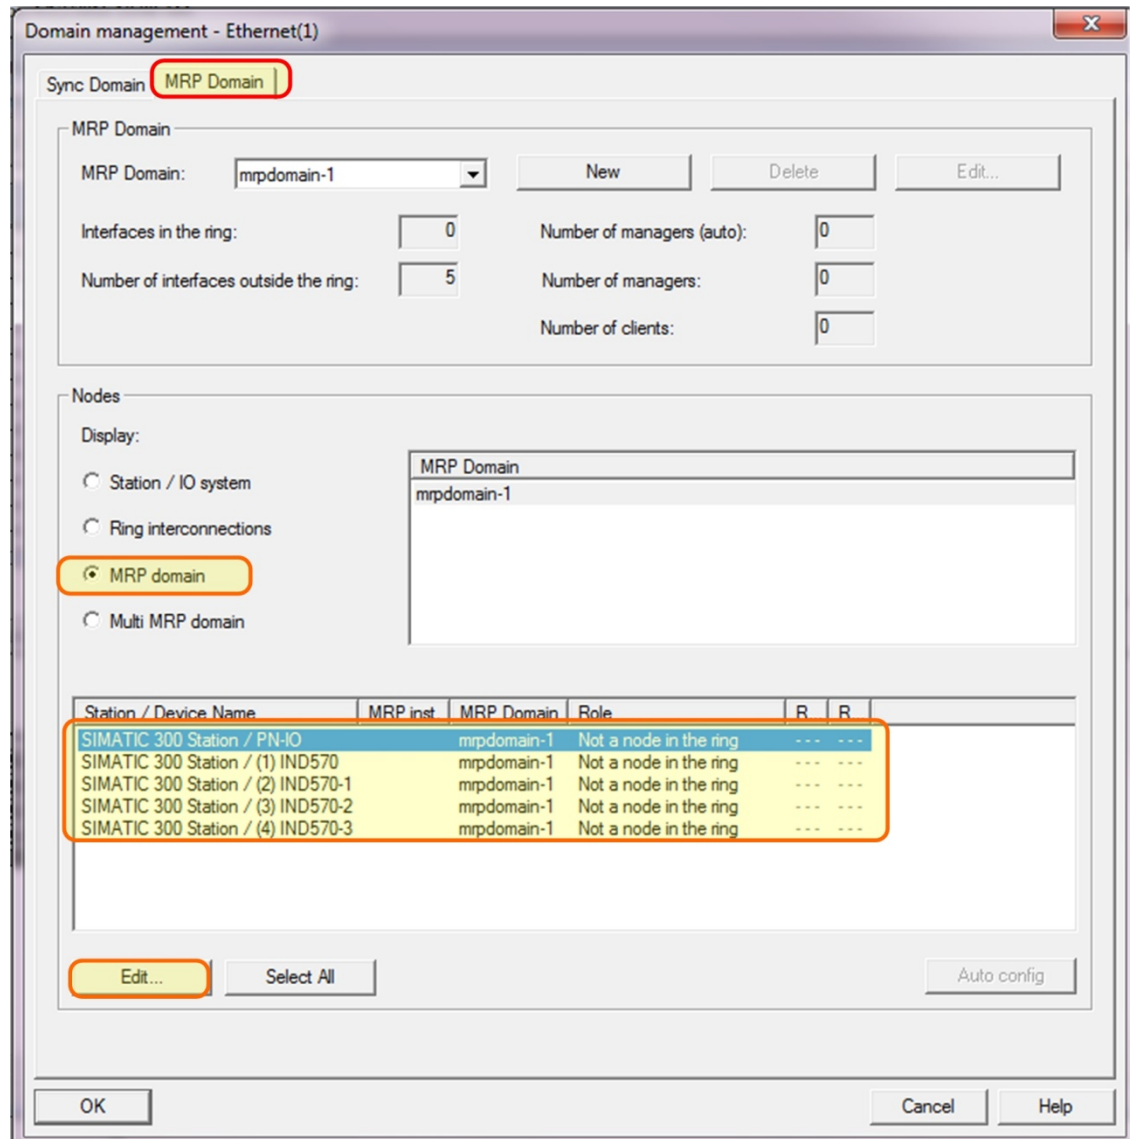 Domain management - Ethernet(1)
Sync Domain MRP Domain
MRP Domain
MRP Domain: mrpdomain-1 New Delete Edit...
Interfaces in the ring: 0 Number of managers (auto): 0
Number of interfaces outside the ring: 5 Number of managers: 0
Number of clients: 0
Nodes
Display:
MRP Domain
Station / IO system
mrpdomain-1
Ring interconnections
MRP domain
Multi MRP domain
Station / Device Name MRP inst MRP Domain Role R... R...
SIMATIC 300 Station / PN-IO mrpdomain-1 Not a node in the ring --- ---
SIMATIC 300 Station / (1) IND570 mrpdomain-1 Not a node in the ring --- ---
SIMATIC 300 Station / (2) IND570-1 mrpdomain-1 Not a node in the ring --- ---
SIMATIC 300 Station / (3) IND570-2 mrpdomain-1 Not a node in the ring --- ---
SIMATIC 300 Station / (4) IND570-3 mrpdomain-1 Not a node in the ring --- ---
Edit... Select All Auto config
OK Cancel Help